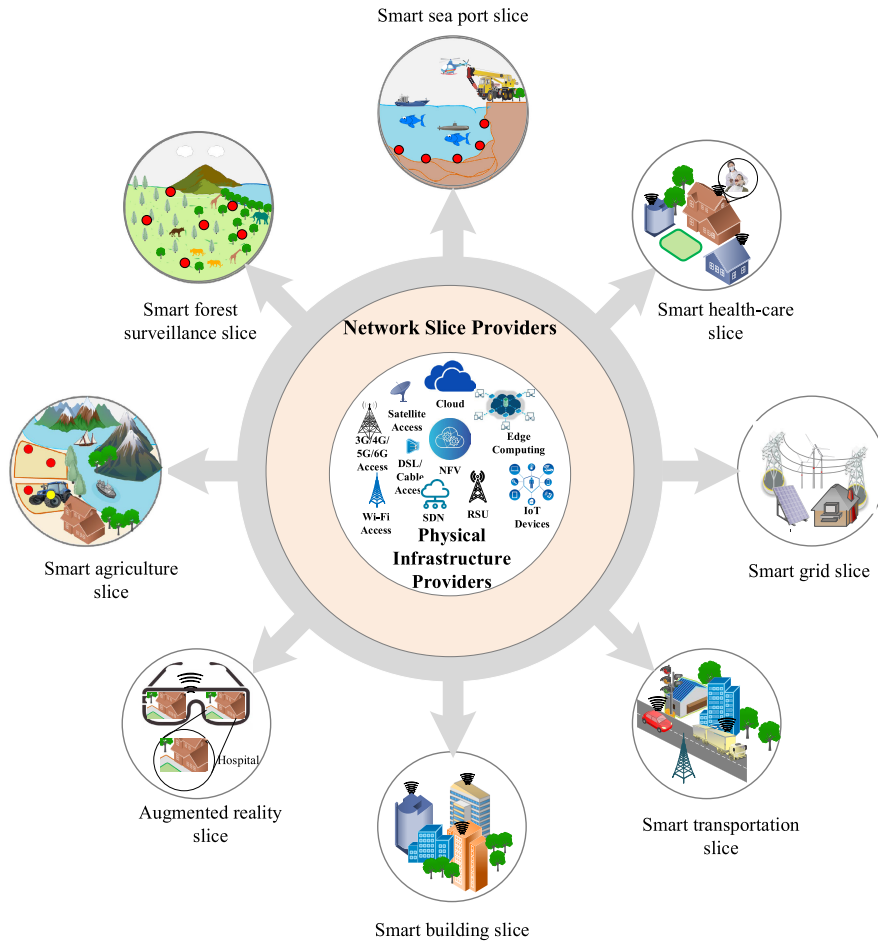 Smart sea port slice
Smart forest
surveillance slice
Smart health-care
slice
Network Slice Providers
Cloud
Satellite
Access
3G/4G/
5G/6G
Access
Edge
Computing
DSL/
Cable
Access
NFV
Wi-Fi
Access
SDN
RSU
IoT
Devices
Physical
Infrastructure
Providers
Smart agriculture
slice
Smart grid slice
Hospital
Augmented reality
slice
Smart transportation
slice
Smart building slice